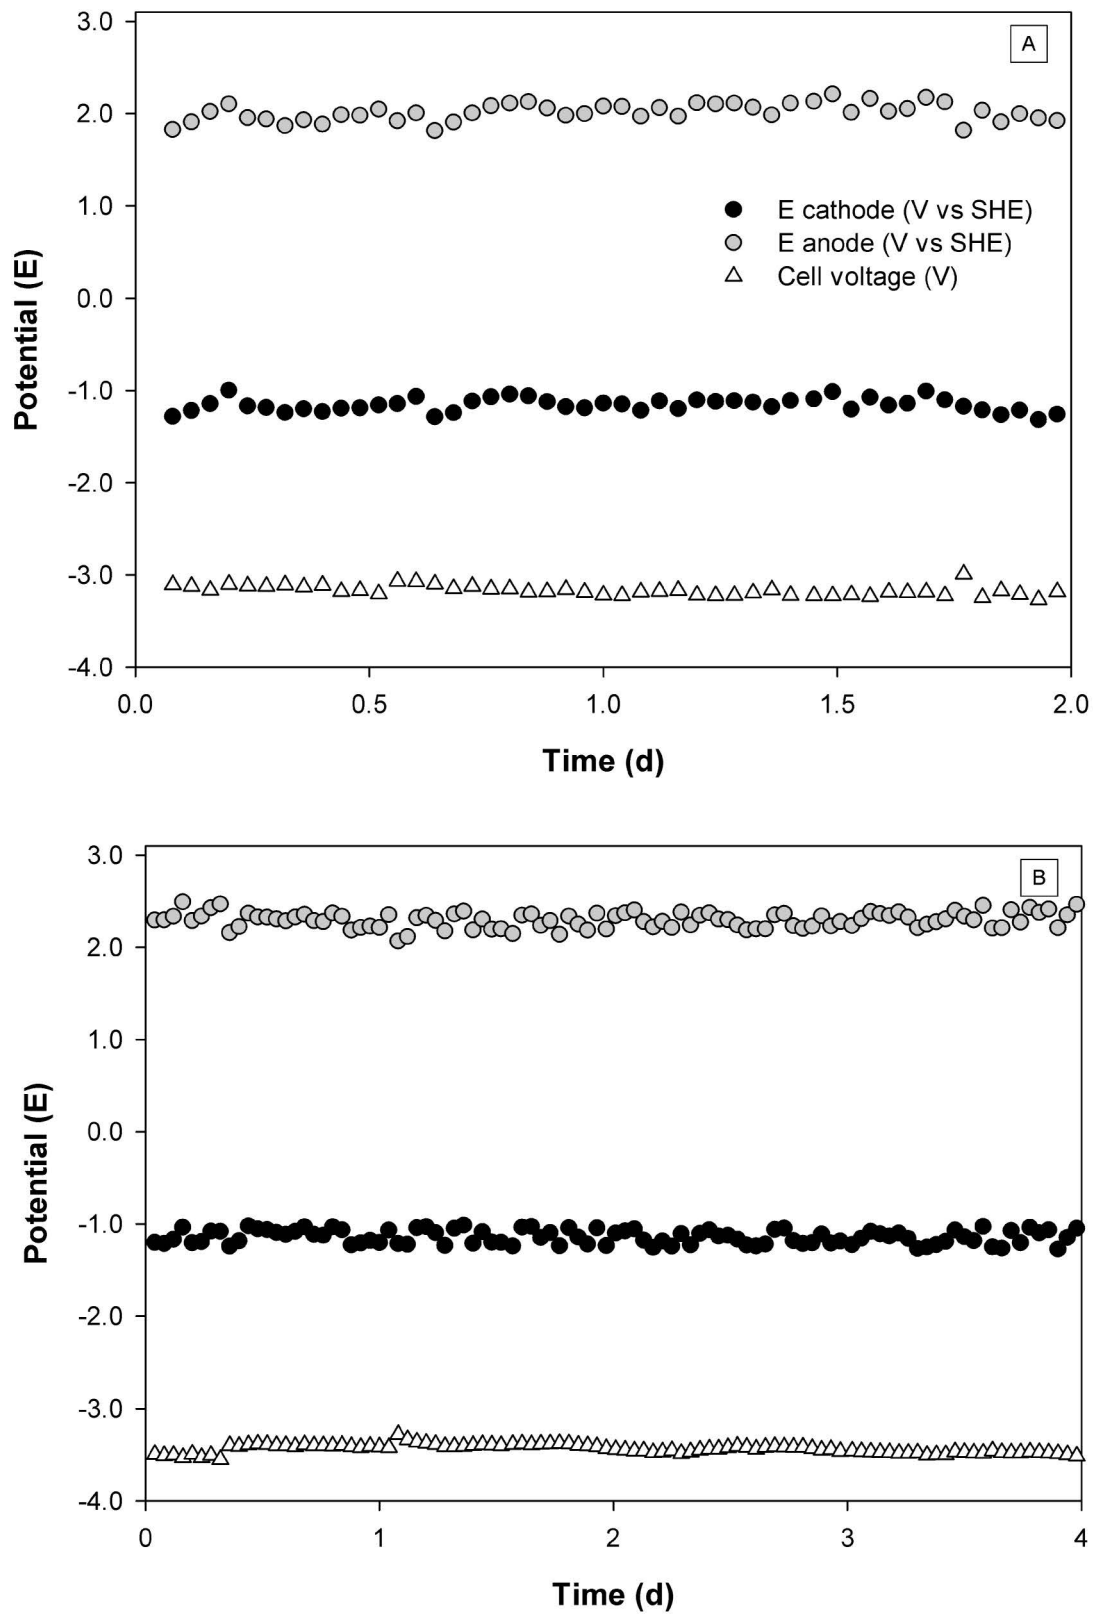 3.0
A
2.0
1.0
E cathode (V vs SHE)
E anode (V vs SHE)
Cell voltage (V)
0.0
-1.0
-2.0
-3.0
-4.0
Potential (E)
0.0 0.5 1.0 1.5 2.0
Time (d)
3.0
B
2.0
1.0
0.0
-1.0
-2.0
-3.0
-4.0
Potential (E)
0 1 2 3 4
Time (d)